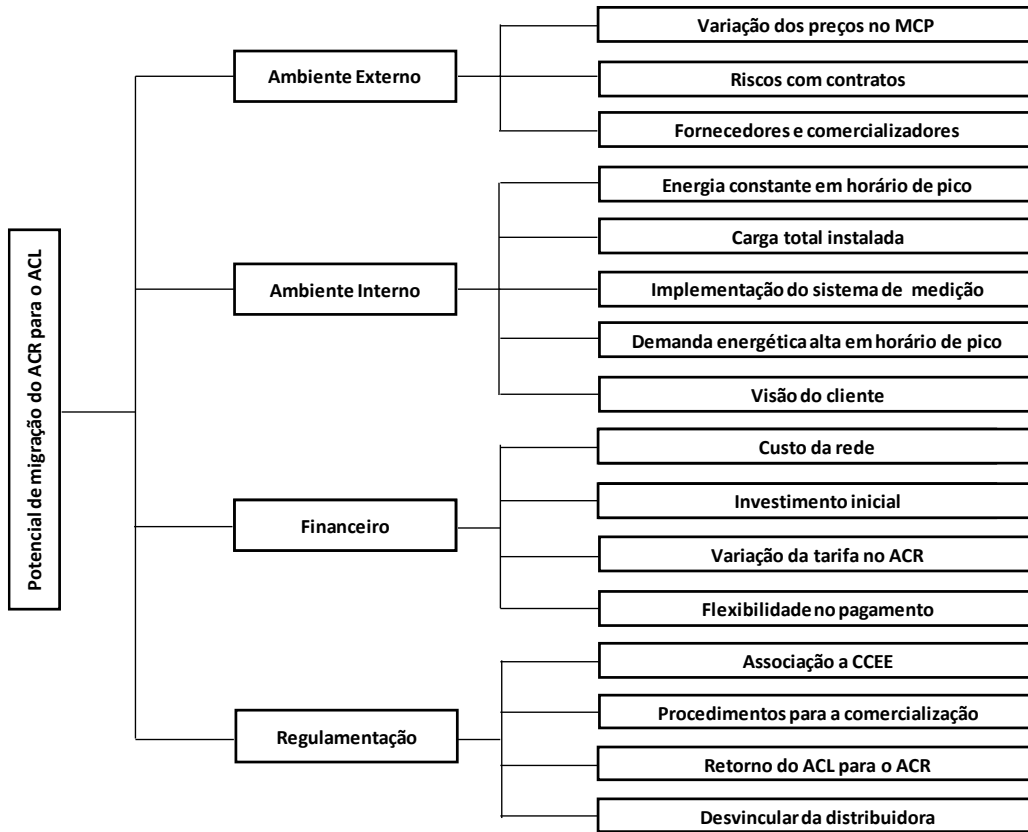 Potencial de migração do ACR para o ACL
Ambiente Externo
Variação dos preços no MCP
Riscos com contratos
Fornecedores e comercializadores
Ambiente Interno
Energia constante em horário de pico
Carga total instalada
Implementação do sistema de medição
Demanda energética alta em horário de pico
Visão do cliente
Financeiro
Custo da rede
Investimento inicial
Variação da tarifa no ACR
Flexibilidade no pagamento
Regulamentação
Associação a CCEE
Procedimentos para a comercialização
Retorno do ACL para o ACR
Desvincular da distribuidora